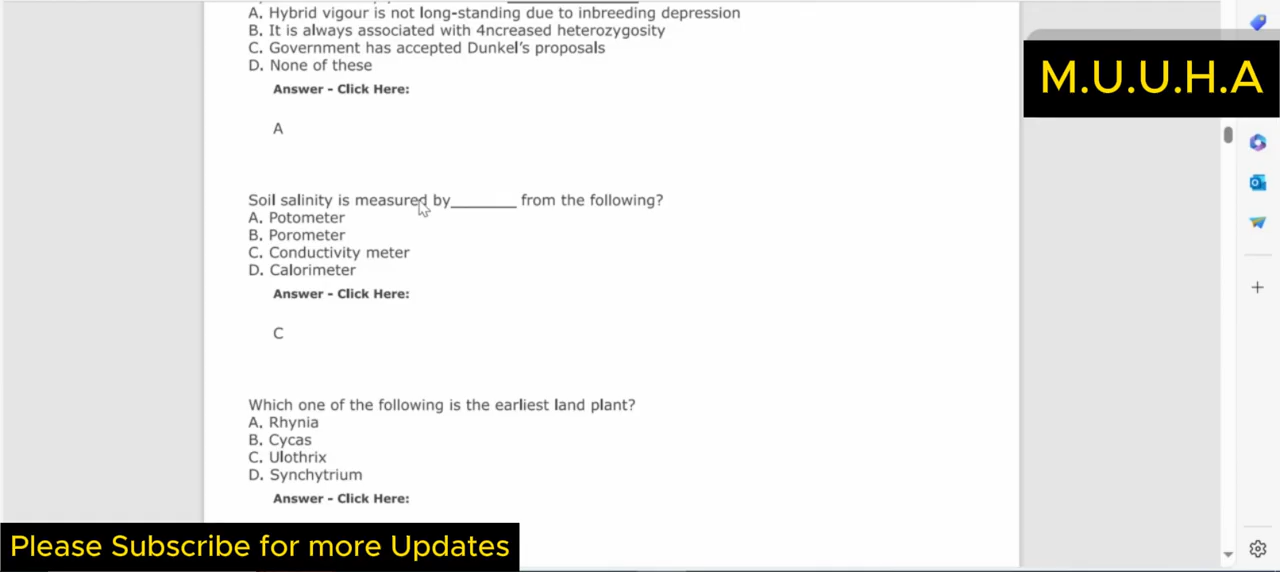 A. Hybrid vigour is not long-standing due to inbreeding depression
B. It is always associated with 4ncreased heterozygosity
C. Government has accepted Dunkel's proposals
D. None of these
Answer - Click Here:
A
M.U.U.H.A
Soil salinity is measured by________ from the following?
A. Potometer
B. Porometer
C. Conductivity meter
D. Calorimeter
Answer - Click Here:
C
Which one of the following is the earliest land plant?
A. Rhynia
B. Cycas
C. Ulothrix
D. Synchytrium
Answer - Click Here:
Please Subscribe for more Updates